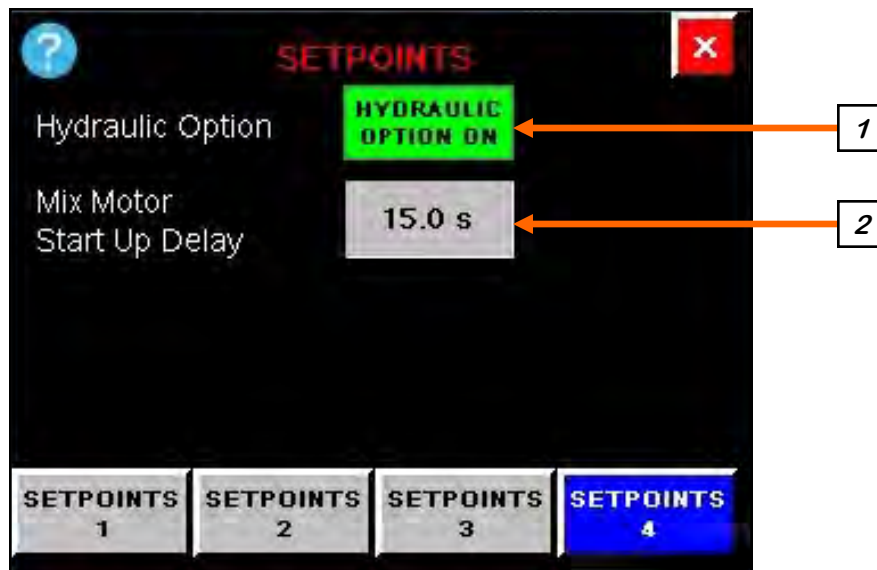 ?
SETPOINTS
×
Hydraulic Option
HYDRAULIC
OPTION ON
1
Mix Motor
Start Up Delay
15.0 s
2
SETPOINTS
1
SETPOINTS
2
SETPOINTS
3
SETPOINTS
4